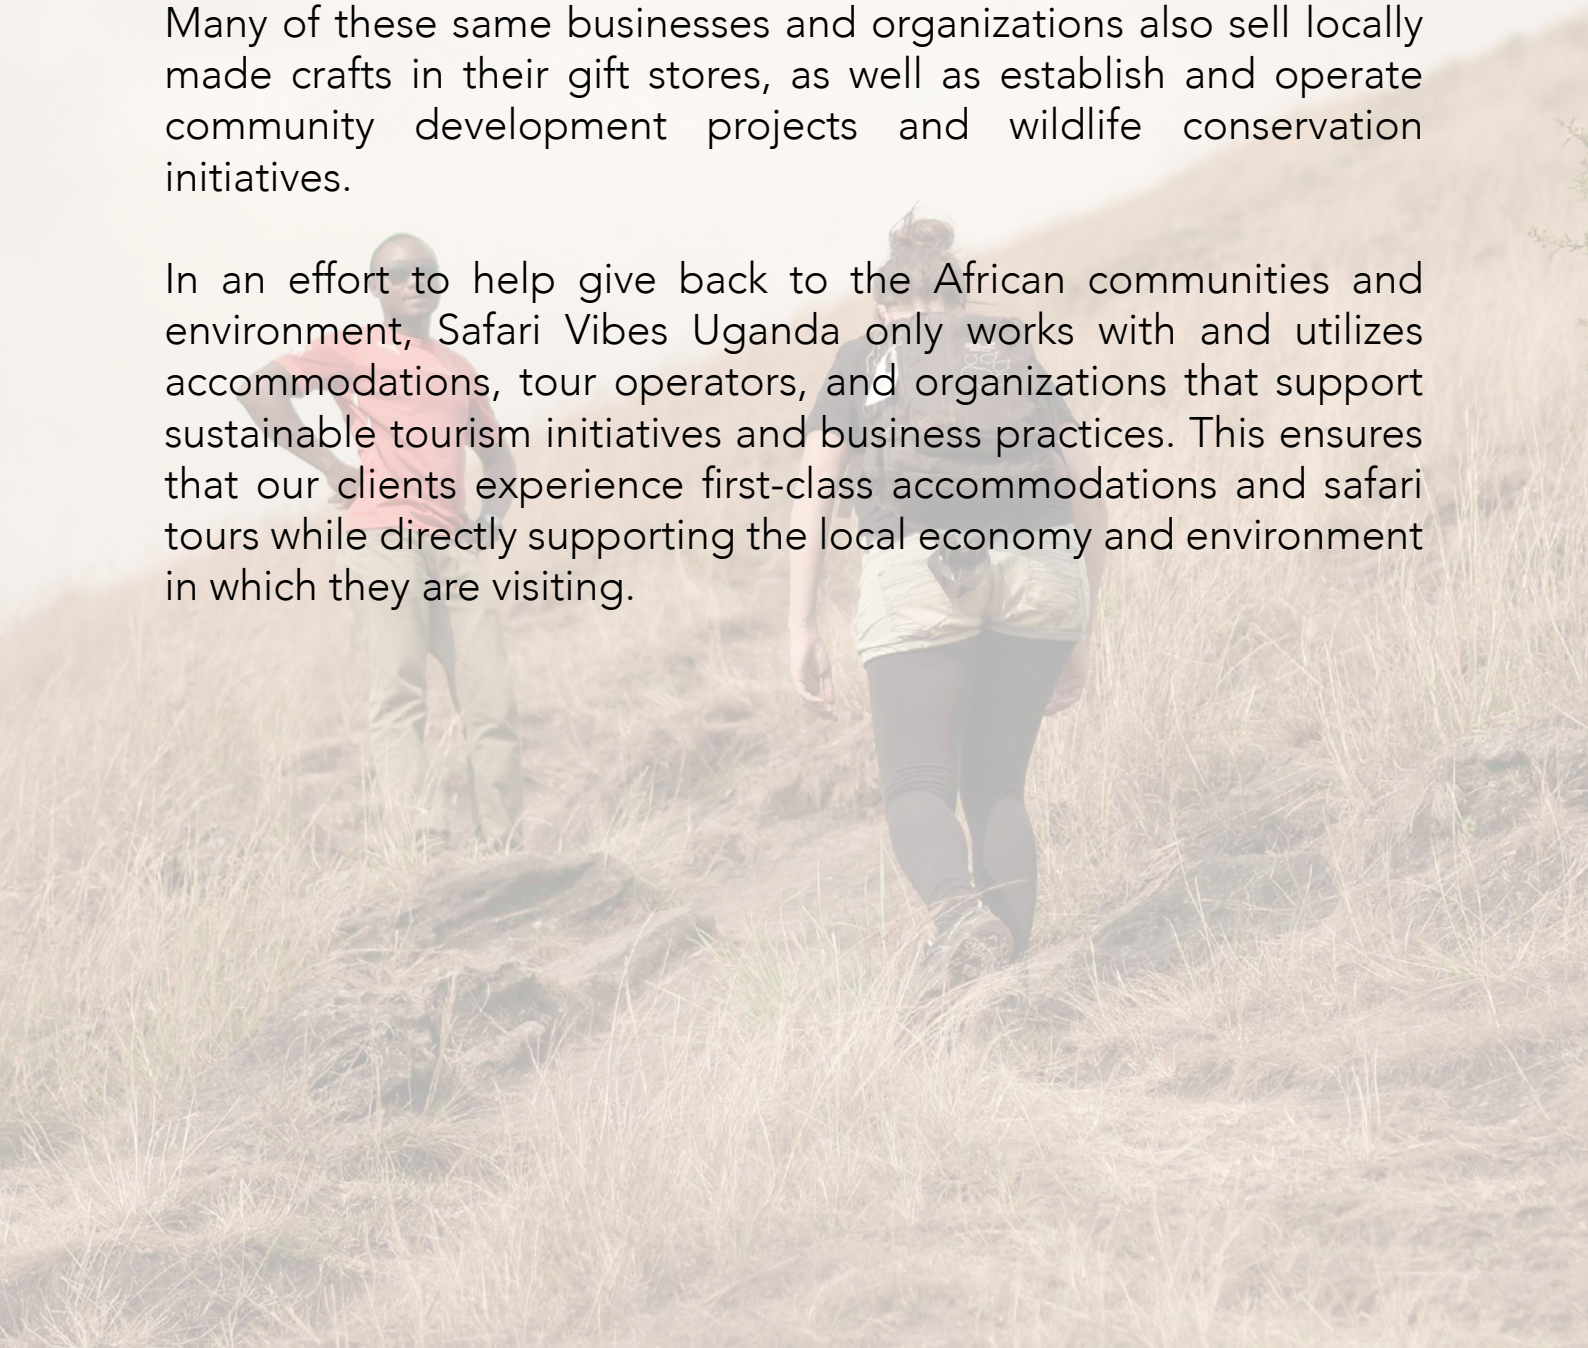 Many of these same businesses and organizations also sell locally
made crafts in their gift stores, as well as establish and operate
community development projects and wildlife conservation
initiatives.
In an effort to help give back to the African communities and
environment, Safari Vibes Uganda only works with and utilizes
accommodations, tour operators, and organizations that support
sustainable tourism initiatives and business practices. This ensures
that our clients experience first-class accommodations and safari
tours while directly supporting the local economy and environment
in which they are visiting.